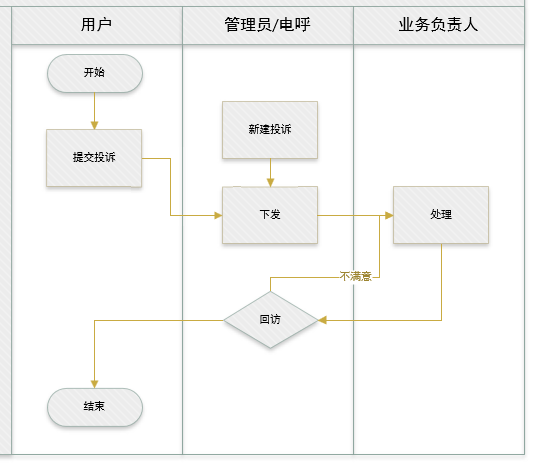 用户
管理员/电呼
业务负责人
开始
新建投诉
提交投诉
下发
处理
不满意
回访
结束